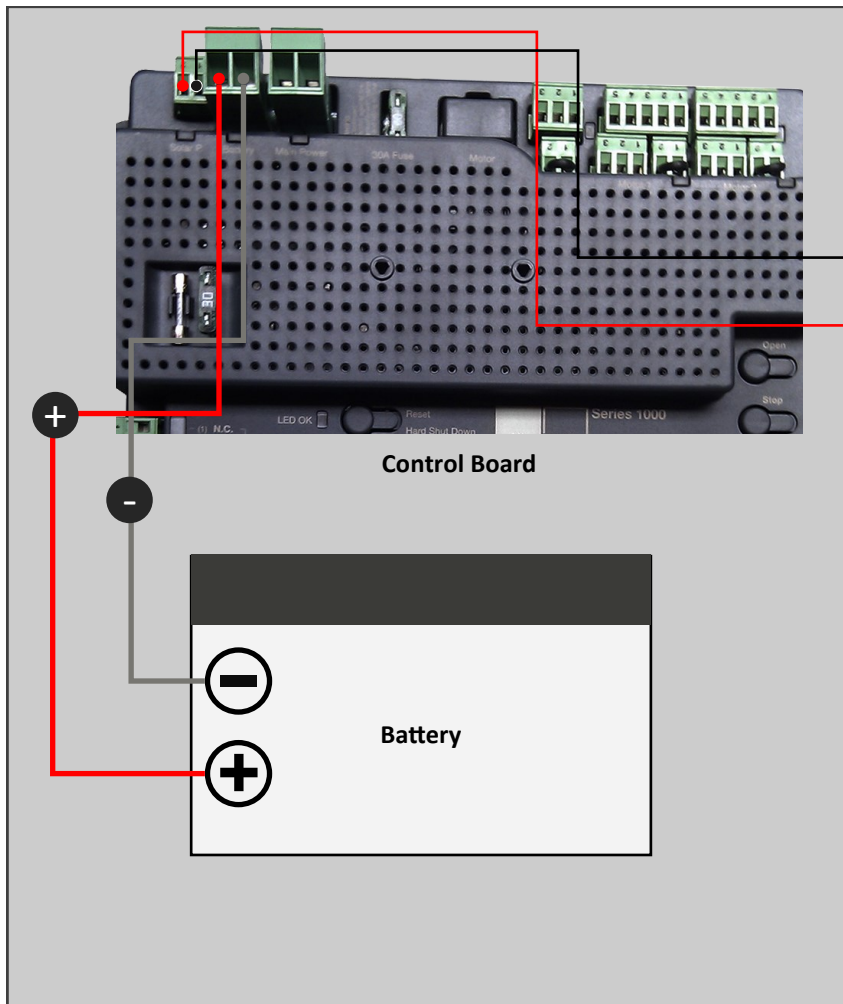 Solar P.
Battery
Main Power
30A Fuse
Motor
Open
Stop
LED OK
Reset
Hard Shut Down
Series 1000
(1) N.C.
+
-
Control Board
Battery